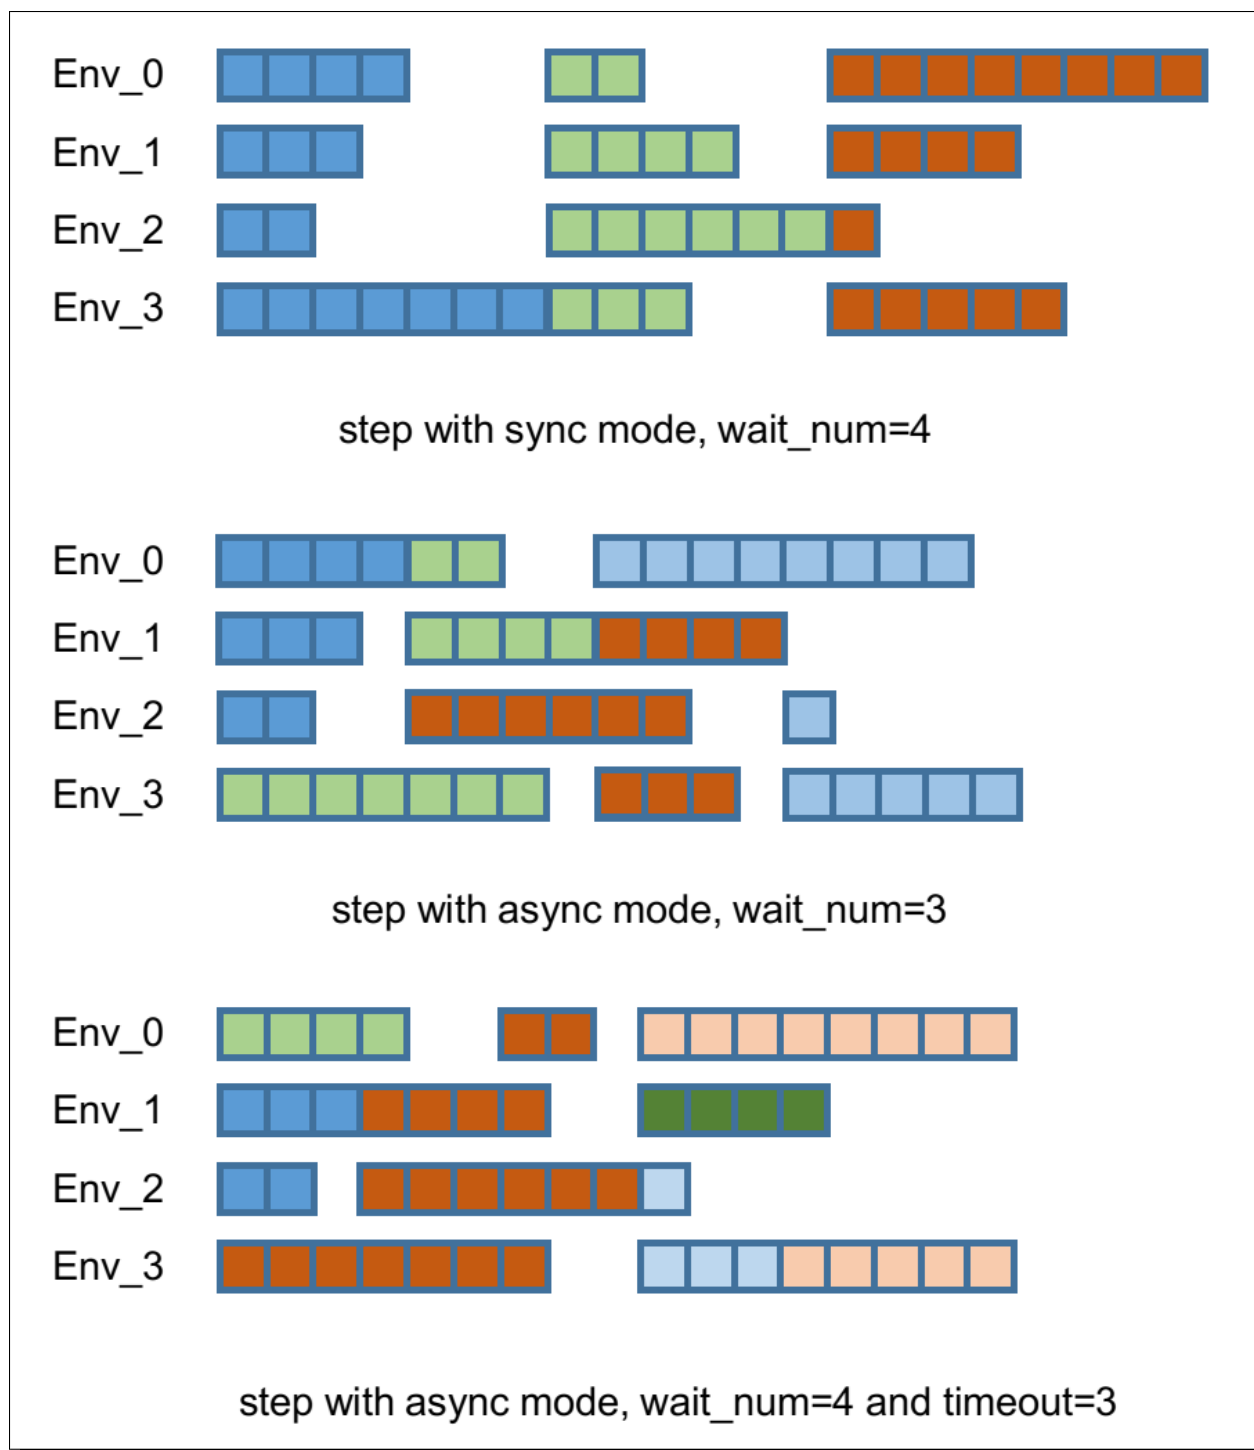 Env_0
Env_1
Env_2
Env_3
step with sync mode, wait_num=4
Env_0
Env_1
Env_2
Env_3
step with async mode, wait_num=3
Env_0
Env_1
Env_2
Env_3
step with async mode, wait_num=4 and timeout=3